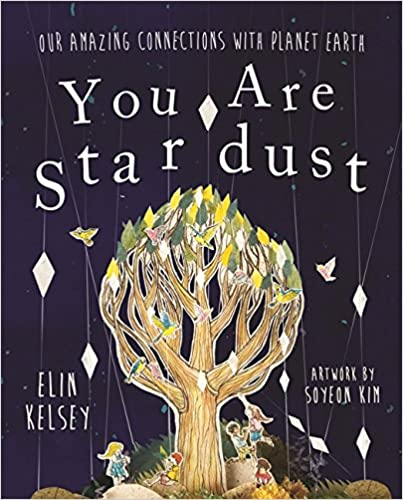 OUR AMAZING CONNECTIONS WITH PLANET EARTH
You Are
Star dust
ELIN
KELSEY
ARTWORK BY
SOYEON KIM